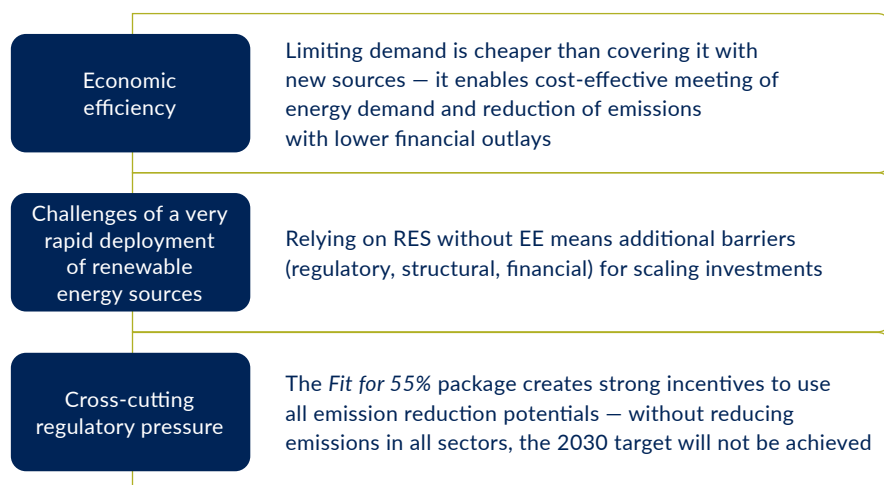 Economic
efficiency
Limiting demand is cheaper than covering it with
new sources — it enables cost-effective meeting of
energy demand and reduction of emissions
with lower financial outlays
Challenges of a very
rapid deployment
of renewable
energy sources
Relying on RES without EE means additional barriers
(regulatory, structural, financial) for scaling investments
Cross-cutting
regulatory pressure
The Fit for 55% package creates strong incentives to use
all emission reduction potentials — without reducing
emissions in all sectors, the 2030 target will not be achieved